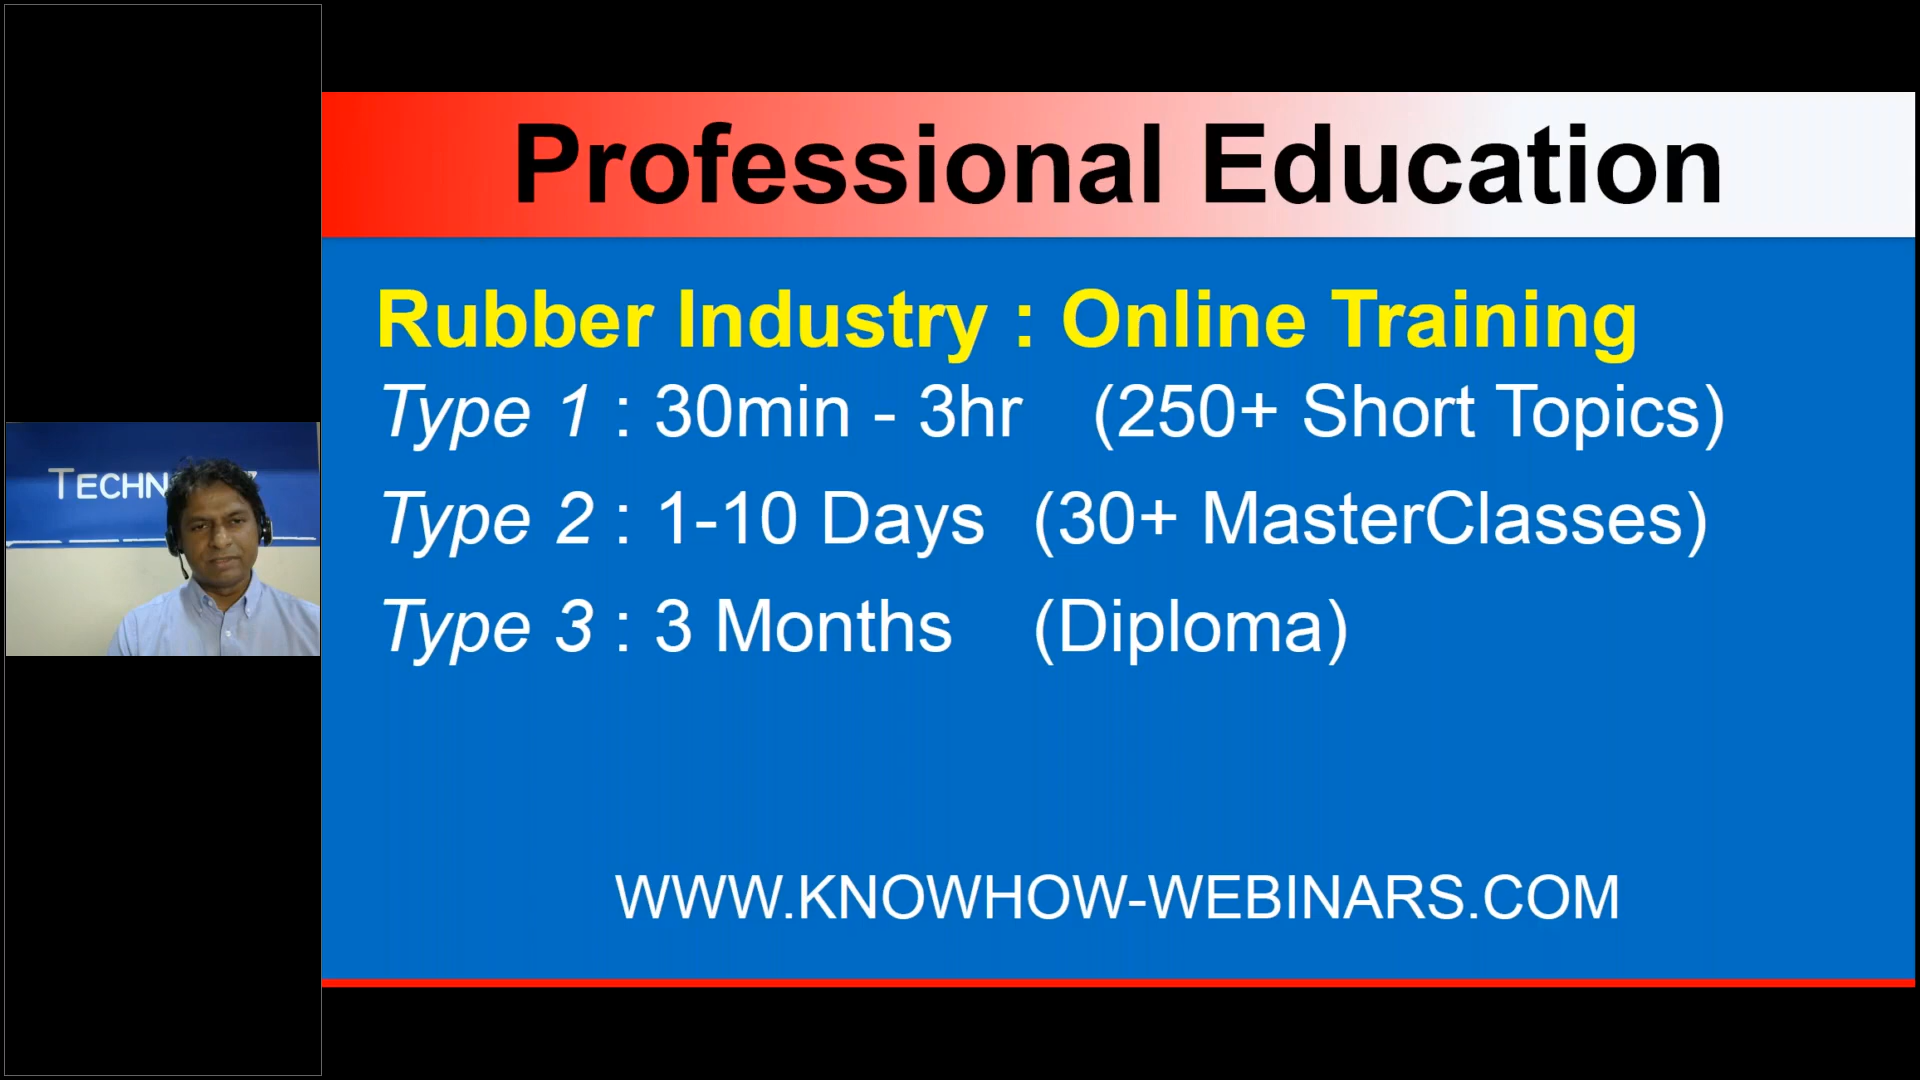 Professional Education
Rubber Industry : Online Training
Type 1 : 30min - 3hr (250+ Short Topics)
Type 2 : 1-10 Days (30+ MasterClasses)
Type 3 : 3 Months (Diploma)
WWW.KNOWHOW-WEBINARS.COM